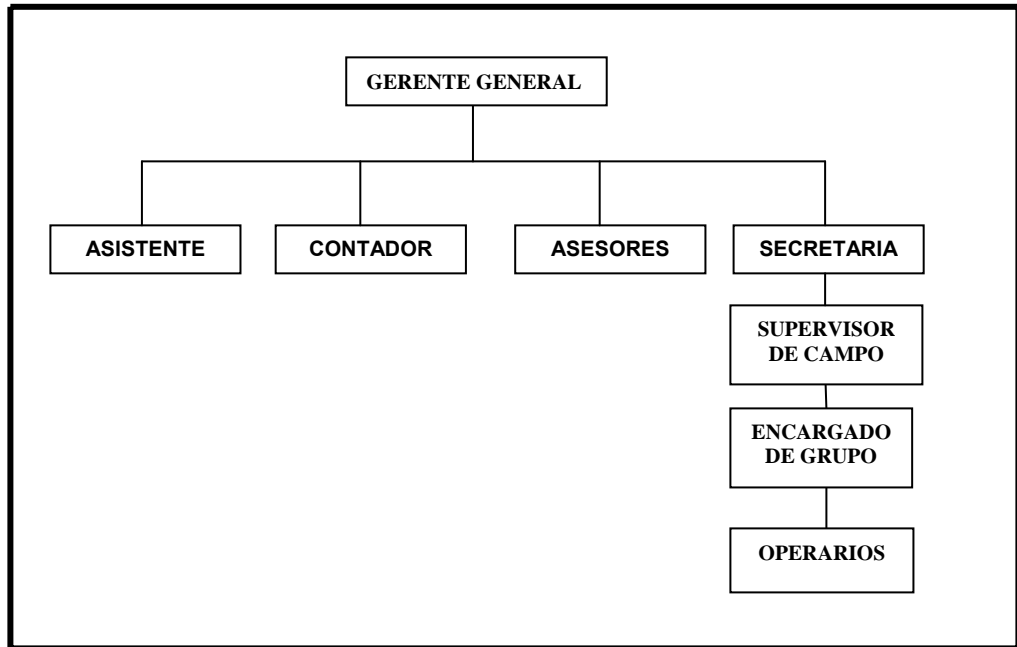 GERENTE GENERAL
ASISTENTE
CONTADOR
ASESORES
SECRETARIA
SUPERVISOR
DE CAMPO
ENCARGADO
DE GRUPO
OPERARIOS